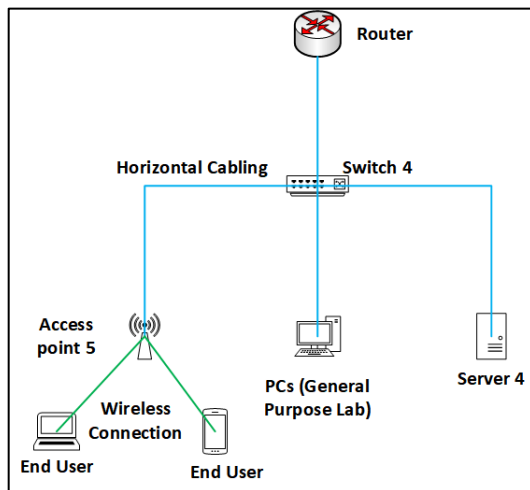 Router
Horizontal Cabling
Switch 4
Access
point 5
PCs (General
Purpose Lab)
Server 4
Wireless
Connection
End User
End User